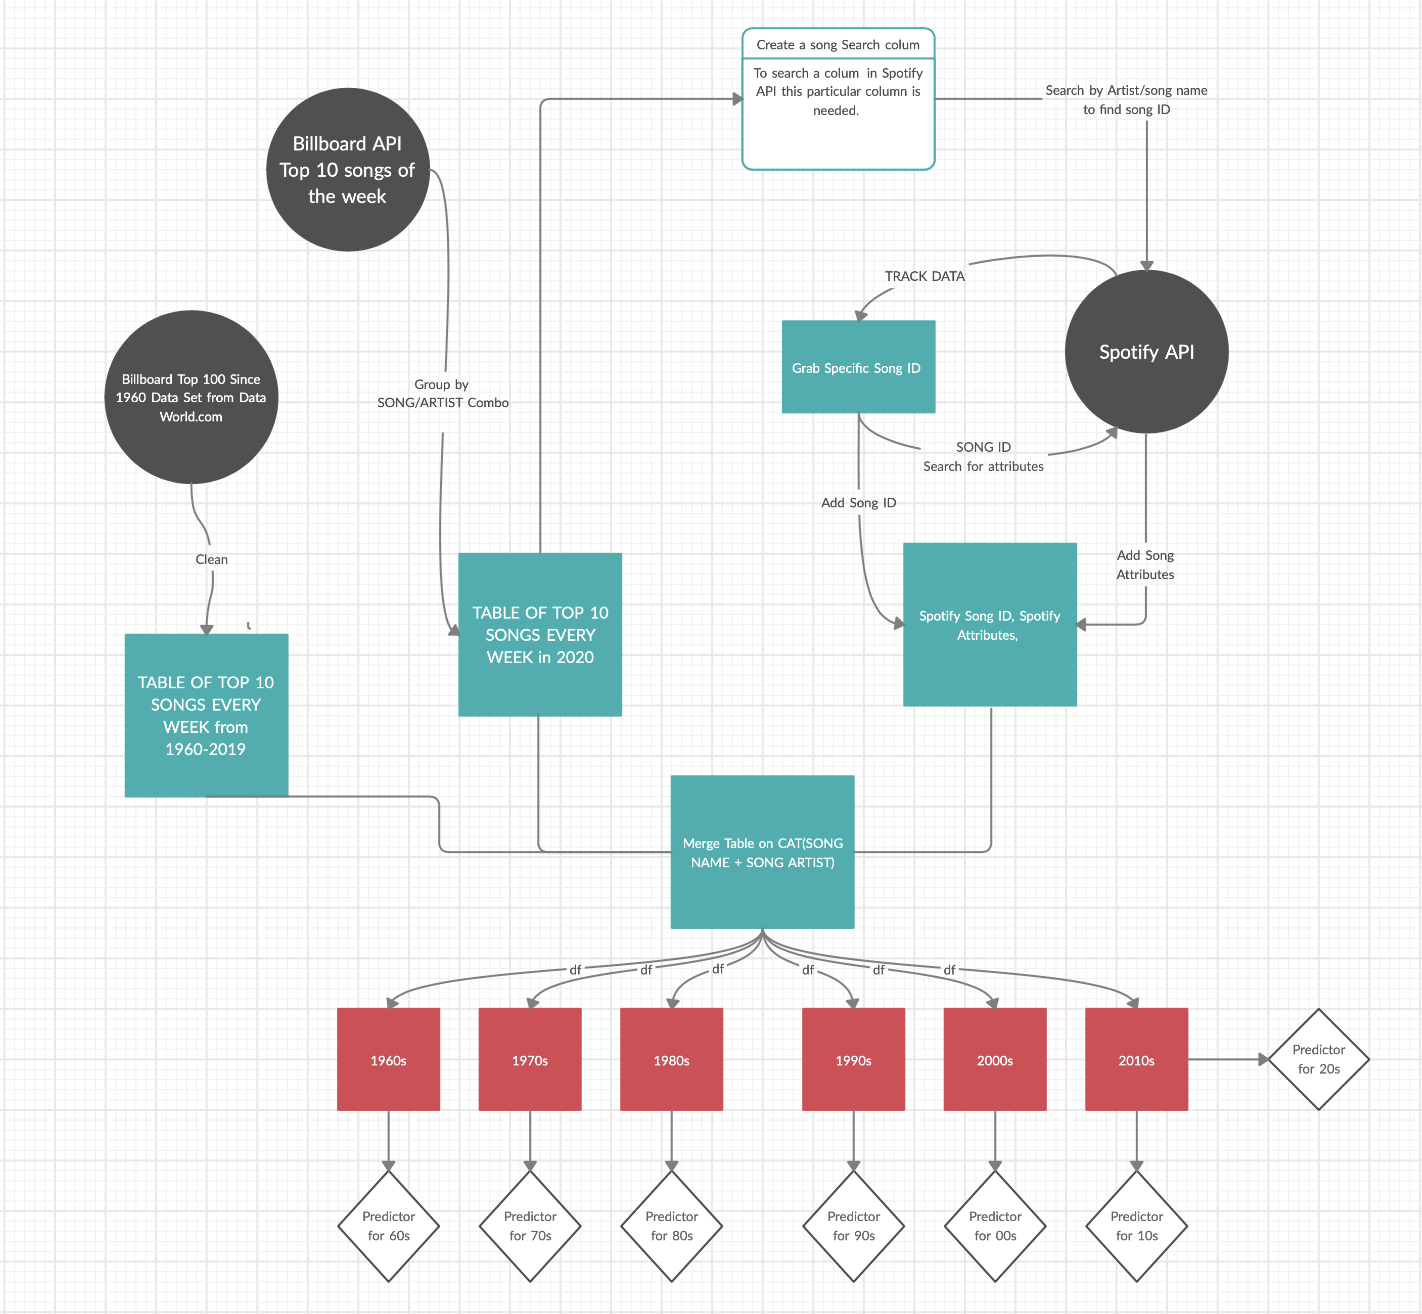 Create a song Search colum
To search a colum in Spotify
API this particular column is
needed.
Search by Artist/song name
to find song ID
Billboard API
Top 10 songs of
the week
TRACK DATA
Spotify API
Grab Specific Song ID
Billboard Top 100 Since
1960 Data Set from Data
World.com
Group by
SONG/ARTIST Combo
SONG ID
Search for attributes
Add Song ID
Clean
Add Song
Attributes
TABLE OF TOP 10
SONGS EVERY
WEEK in 2020
Spotify Song ID, Spotify
Attributes,
TABLE OF TOP 10
SONGS EVERY
WEEK from
1960-2019
Merge Table on CAT(SONG
NAME + SONG ARTIST)
df
df
df
df
df
df
1960s
1970s
1980s
1990s
2000s
2010s
Predictor
for 20s
Predictor
for 60s
Predictor
for 70s
Predictor
for 80s
Predictor
for 90s
Predictor
for 00s
Predictor
for 10s